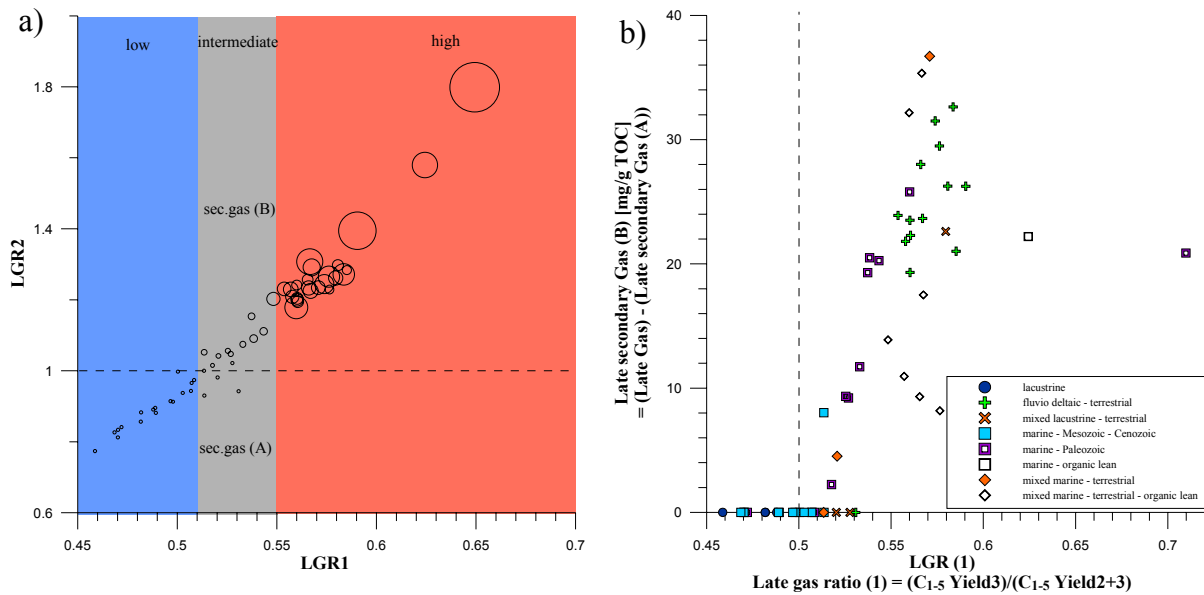 a)
low
intermediate
high
sec.gas (B)
sec.gas (A)
LGR2
2
1.8
1.4
1
0.6
0.45
0.5
0.55
0.6
0.65
0.7
LGR1
b)
Late secondary Gas (B) [mg/g TOC]
= (Late Gas) - (Late secondary Gas (A))
40
30
20
10
0
0.45
0.5
0.55
0.6
0.65
0.7
LGR (1)
Late gas ratio (1) = (C1-5 Yield3)/(C1-5 Yield2+3)
lacustrine
fluvio deltaic - terrestrial
mixed lacustrine - terrestrial
marine - Mesozoic - Cenozoic
marine - Paleozoic
marine - organic lean
mixed marine - terrestrial
mixed marine - terrestrial - organic lean